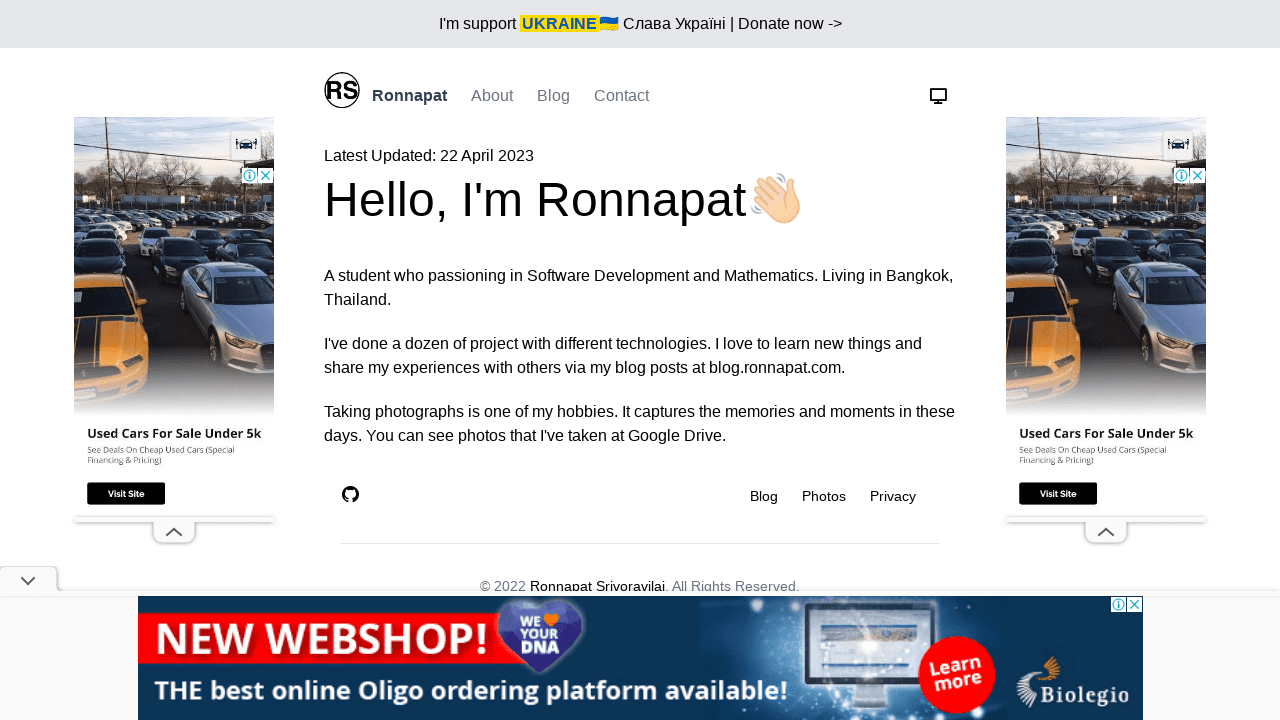 I'm support UKRAINE🇺🇦 Слава Україні | Donate now ->
RS
Ronnapat About Blog Contact
Latest Updated: 22 April 2023
Hello, I'm Ronnapat👋🏻
A student who passioning in Software Development and Mathematics. Living in Bangkok,
Thailand.
I've done a dozen of project with different technologies. I love to learn new things and
share my experiences with others via my blog posts at blog.ronnapat.com.
Taking photographs is one of my hobbies. It captures the memories and moments in these
days. You can see photos that I've taken at Google Drive.
Blog Photos Privacy
© 2022 Ronnapat Srivoravilai. All Rights Reserved.
Used Cars For Sale Under 5k
See Deals On Cheap Used Cars (Special
Financing & Pricing)
Visit Site
Used Cars For Sale Under 5k
See Deals On Cheap Used Cars (Special
Financing & Pricing)
Visit Site
NEW WEBSHOP!
WE
YOUR
DNA
THE best online Oligo ordering platform available!
Learn
more
Biolegio